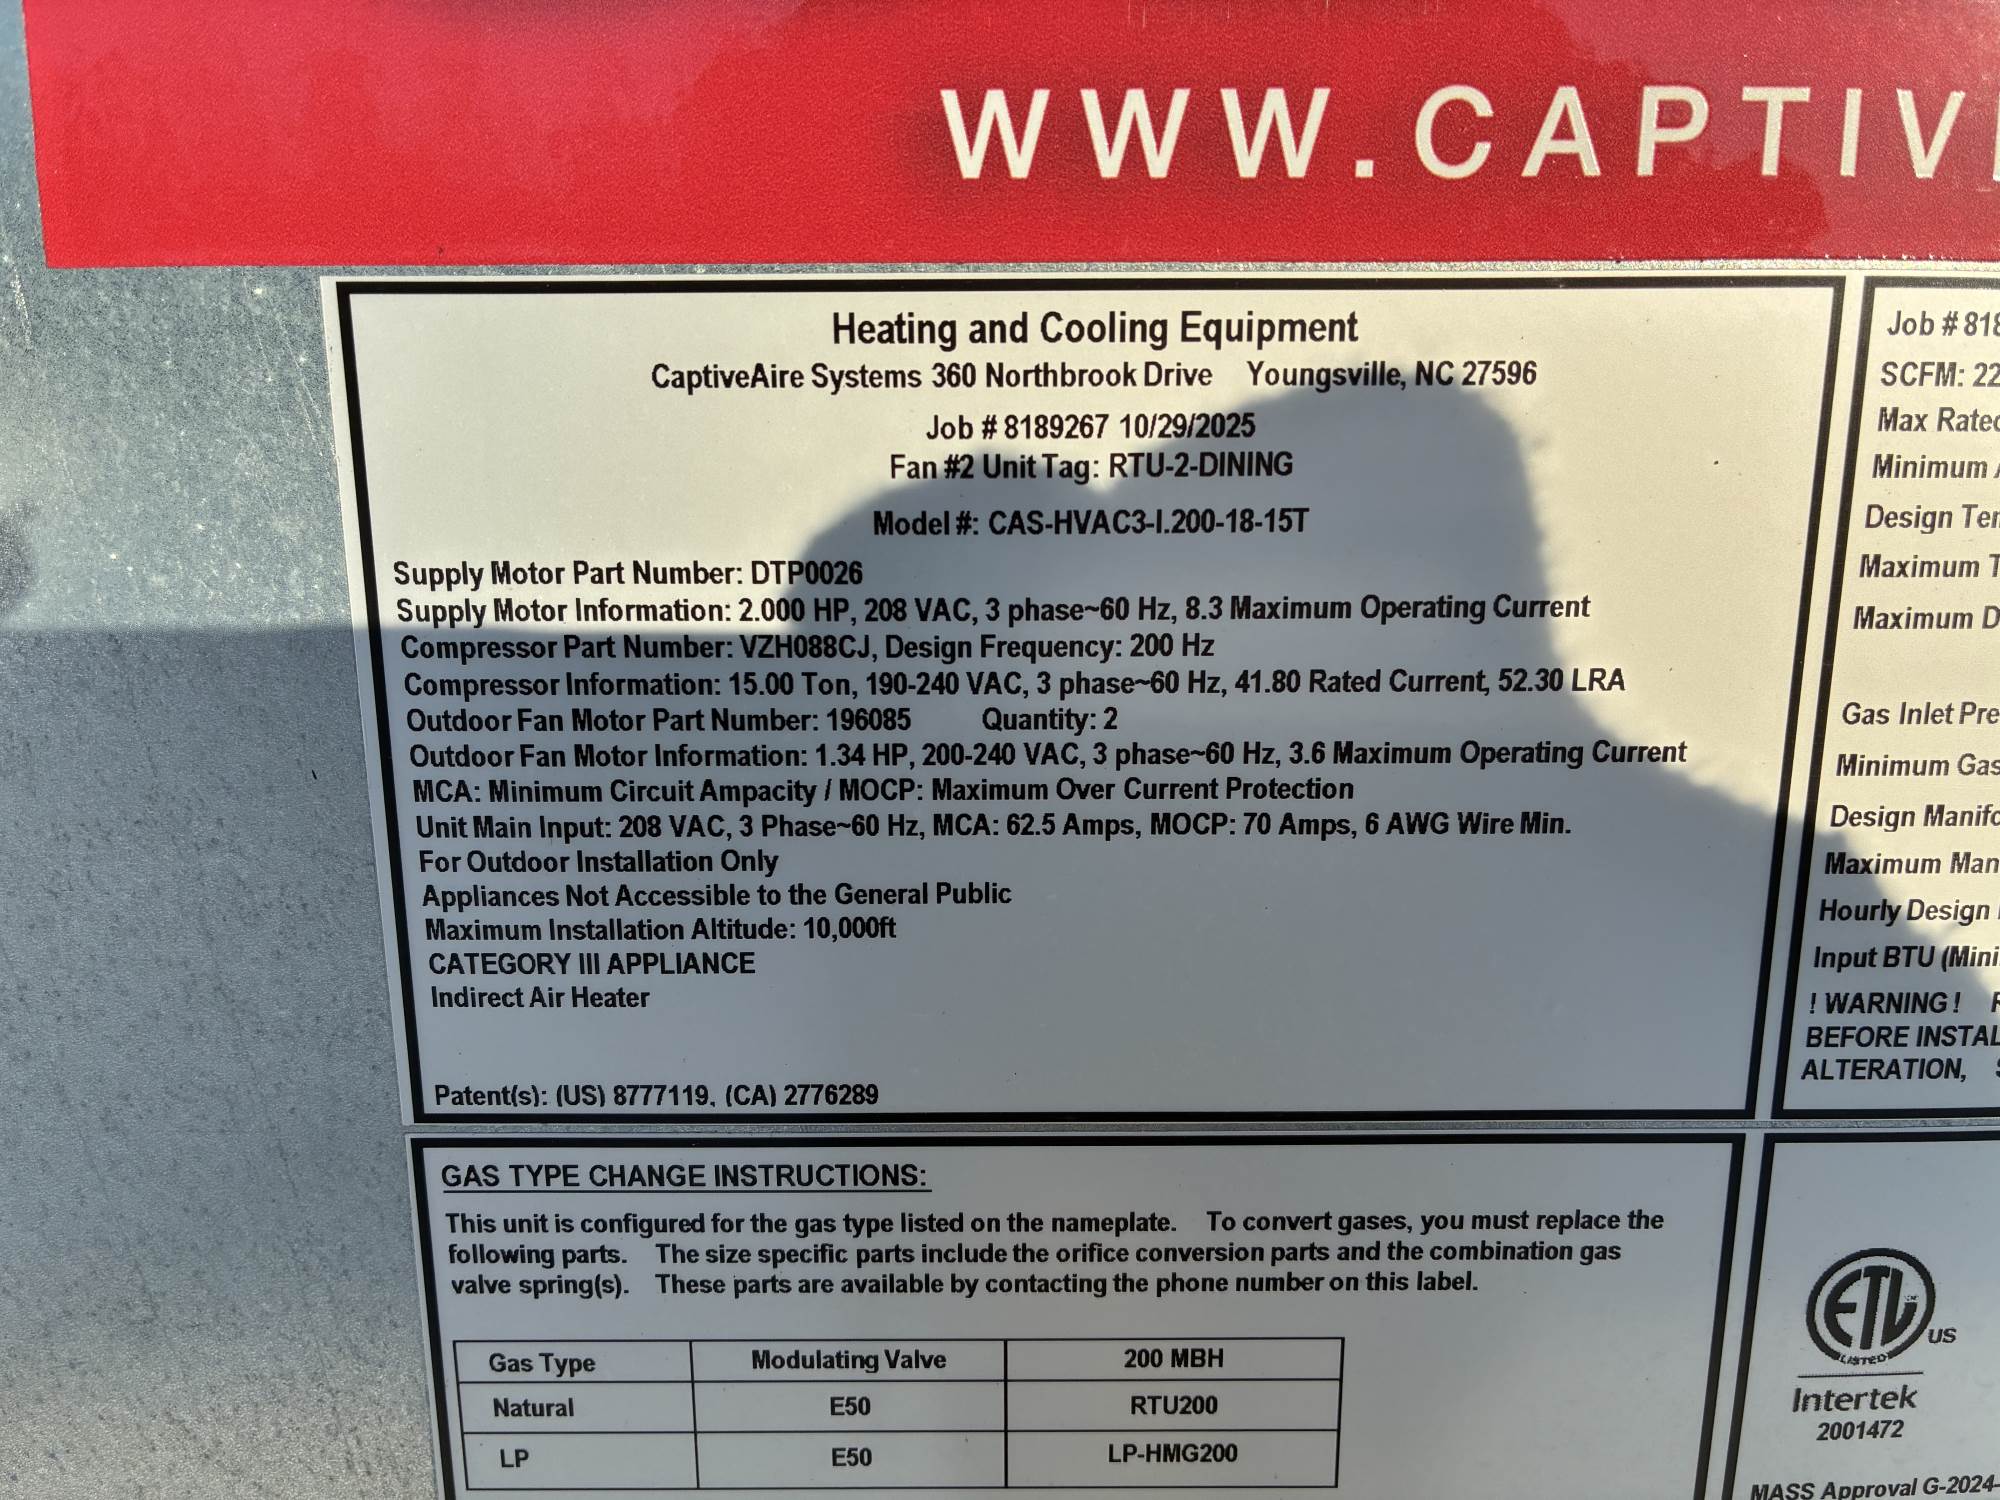 WWW.CAPTIV
Heating and Cooling Equipment
CaptiveAire Systems 360 Northbrook Drive Youngsville, NC 27596
Job # 8189267 10/29/2025
Fan #2 Unit Tag: RTU-2-DINING
Model #: CAS-HVAC3-I.200-18-15T
Supply Motor Part Number: DTP0026
Supply Motor Information: 2.000 HP, 208 VAC, 3 phase~60 Hz, 8.3 Maximum Operating Current
Compressor Part Number: VZH088CJ, Design Frequency: 200 Hz
Compressor Information: 15.00 Ton, 190-240 VAC, 3 phase~60 Hz, 41.80 Rated Current, 52.30 LRA
Outdoor Fan Motor Part Number: 196085 Quantity: 2
Outdoor Fan Motor Information: 1.34 HP, 200-240 VAC, 3 phase~60 Hz, 3.6 Maximum Operating Current
MCA: Minimum Circuit Ampacity / MOCP: Maximum Over Current Protection
Unit Main Input: 208 VAC, 3 Phase~60 Hz, MCA: 62.5 Amps, MOCP: 70 Amps, 6 AWG Wire Min.
For Outdoor Installation Only
Appliances Not Accessible to the General Public
Maximum Installation Altitude: 10,000ft
CATEGORY III APPLIANCE
Indirect Air Heater
Patent(s): (US) 8777119, (CA) 2776289
Job # 818
SCFM: 22
Max Rated
Minimum
Design Ter
Maximum T
Maximum D
Gas Inlet Pre
Minimum Gas
Design Manifo
Maximum Man
Hourly Design
Input BTU (Mini
! WARNING !
BEFORE INSTAL
ALTERATION,
GAS TYPE CHANGE INSTRUCTIONS:
This unit is configured for the gas type listed on the nameplate. To convert gases, you must replace the
following parts. The size specific parts include the orifice conversion parts and the combination gas
valve spring(s). These parts are available by contacting the phone number on this label.
Gas Type Modulating Valve 200 MBH
Natural E50 RTU200
LP E50 LP-HMG200
ETL
LISTED
US
Intertek
2001472
MASS Approval G-2024-